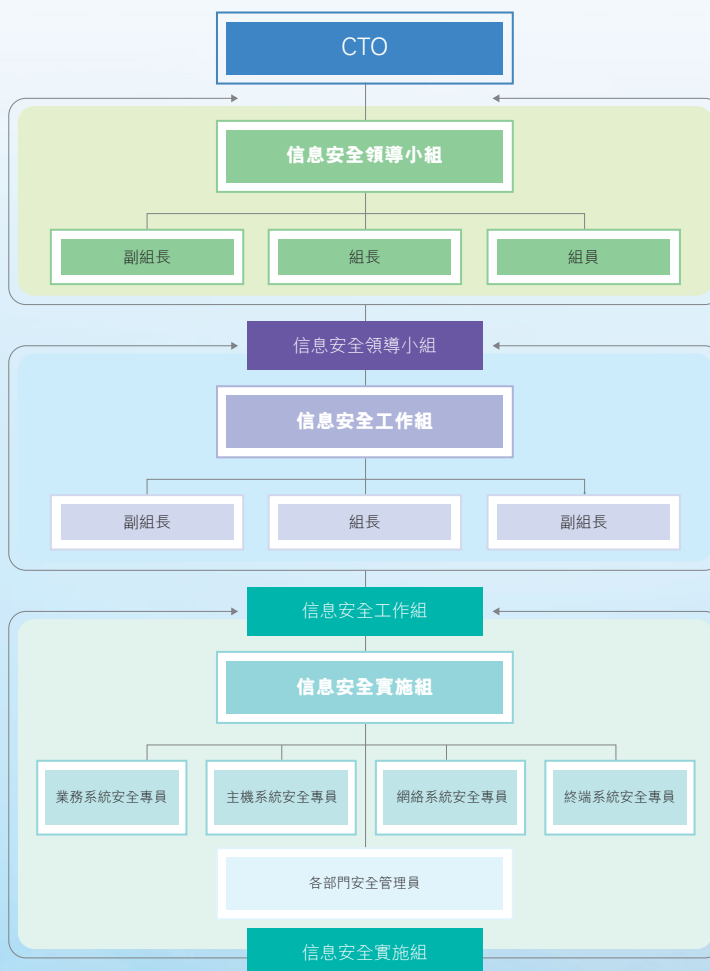 CTO
信息安全領導小組
副組長
組長
組員
信息安全領導小組
信息安全工作組
副組長
組長
副組長
信息安全工作組
信息安全實施組
業務系統安全專員
主機系統安全專員
網絡系統安全專員
終端系統安全專員
各部門安全管理員
信息安全實施組